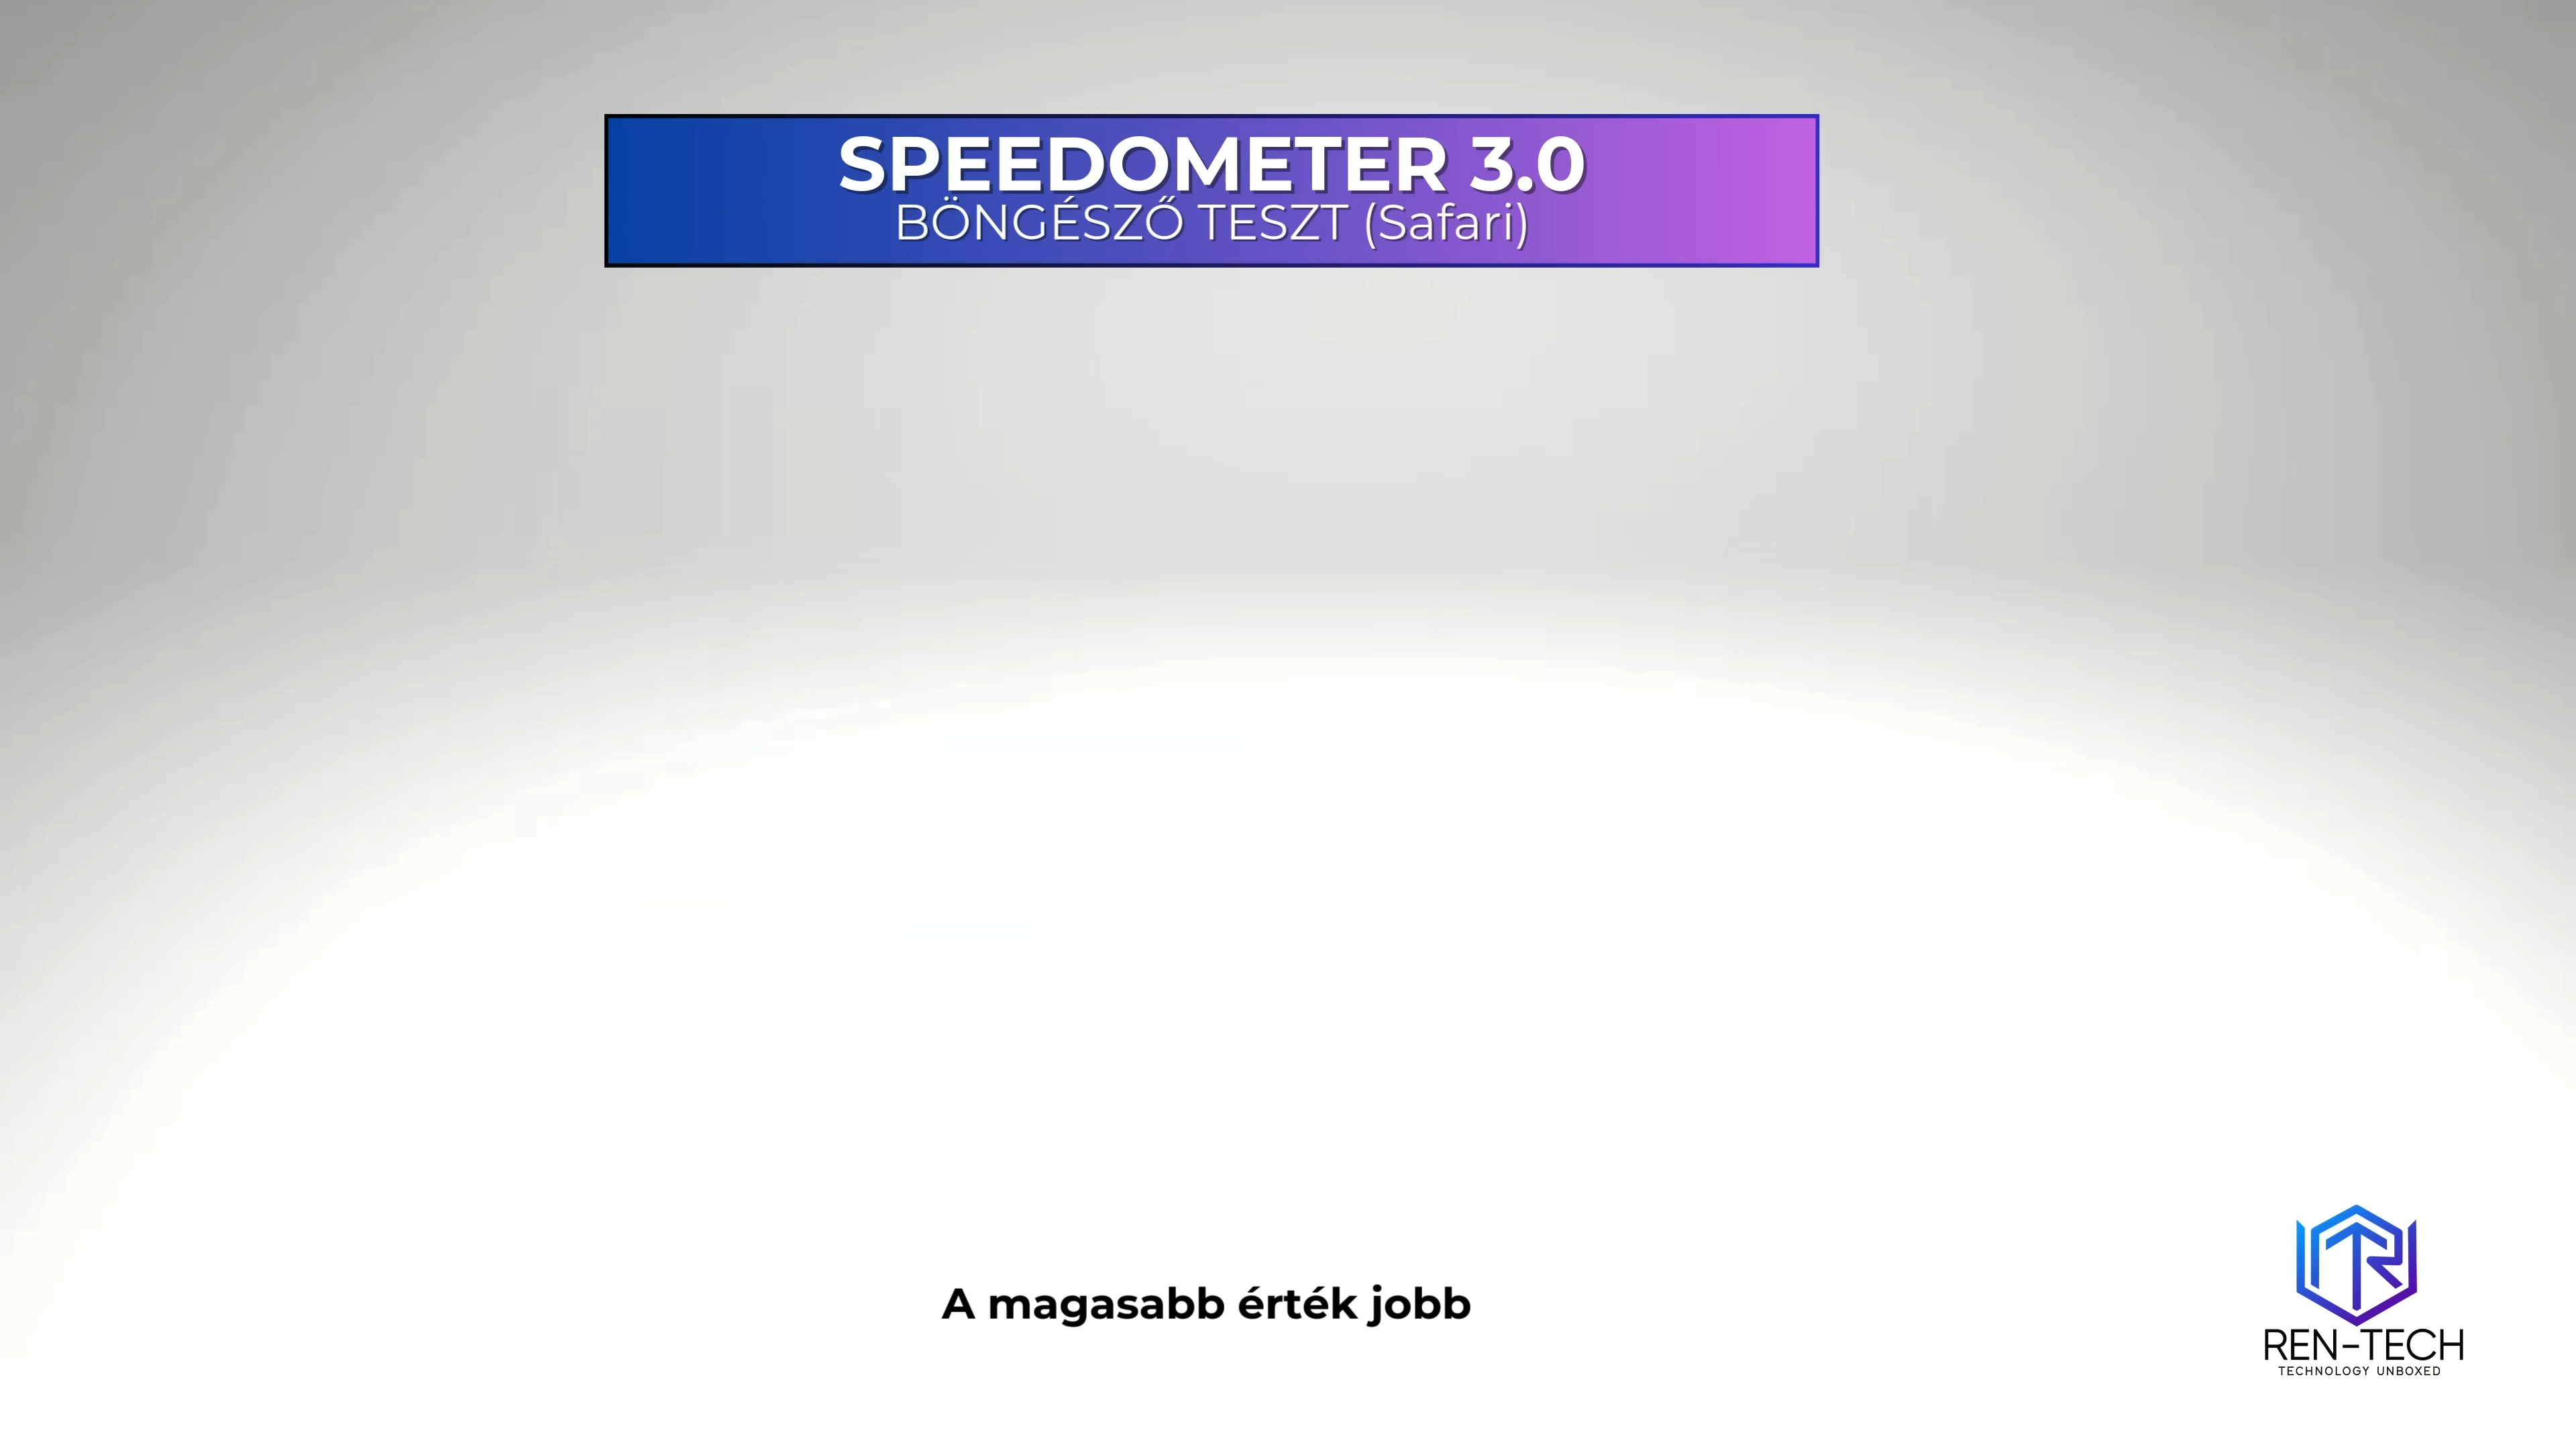 SPEEDOMETER 3.0
BÖNGÉSZŐ TESZT (Safari)
A magasabb érték jobb
REN-TECH
TECHNOLOGY UNBOXED